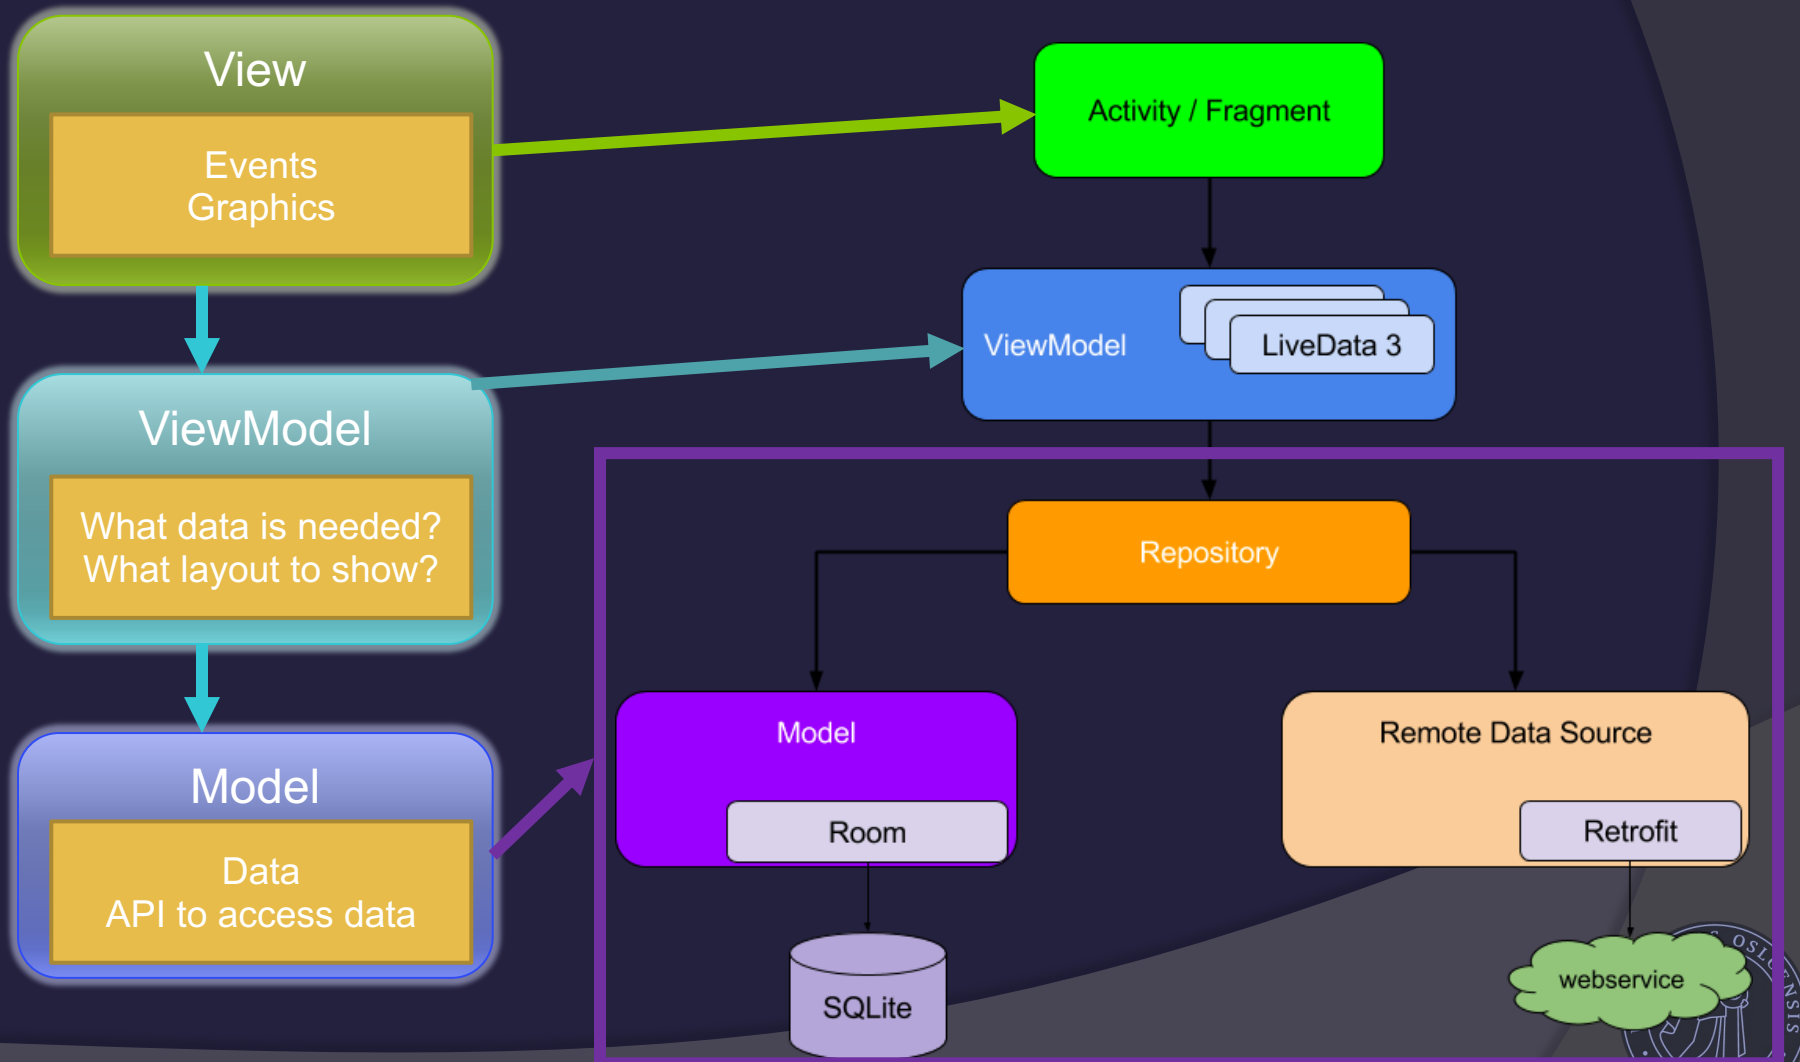 View
Events
Graphics
ViewModel
What data is needed?
What layout to show?
Model
Data
API to access data
Activity / Fragment
ViewModel
LiveData 3
Repository
Model
Room
SQLite
Remote Data Source
Retrofit
webservice